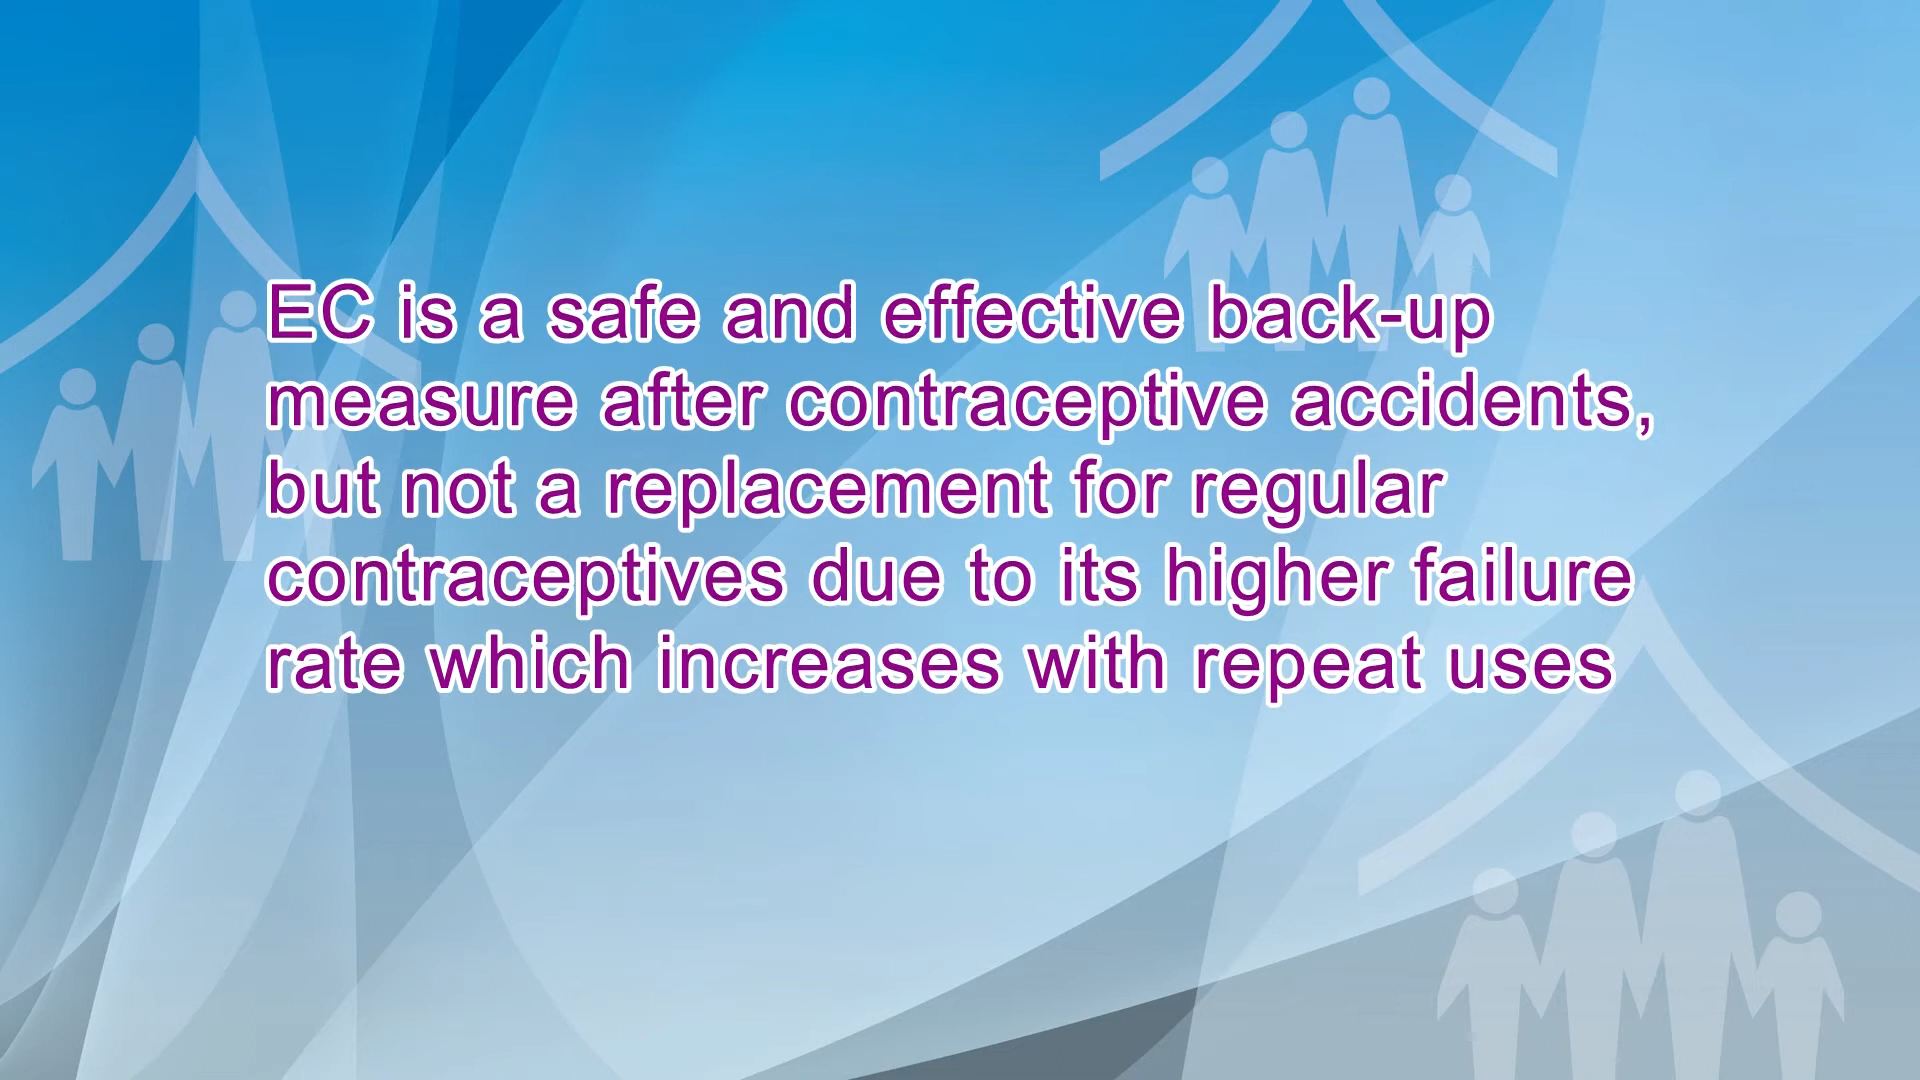 EC is a safe and effective back-up
measure after contraceptive accidents,
but not a replacement for regular
contraceptives due to its higher failure
rate which increases with repeat uses